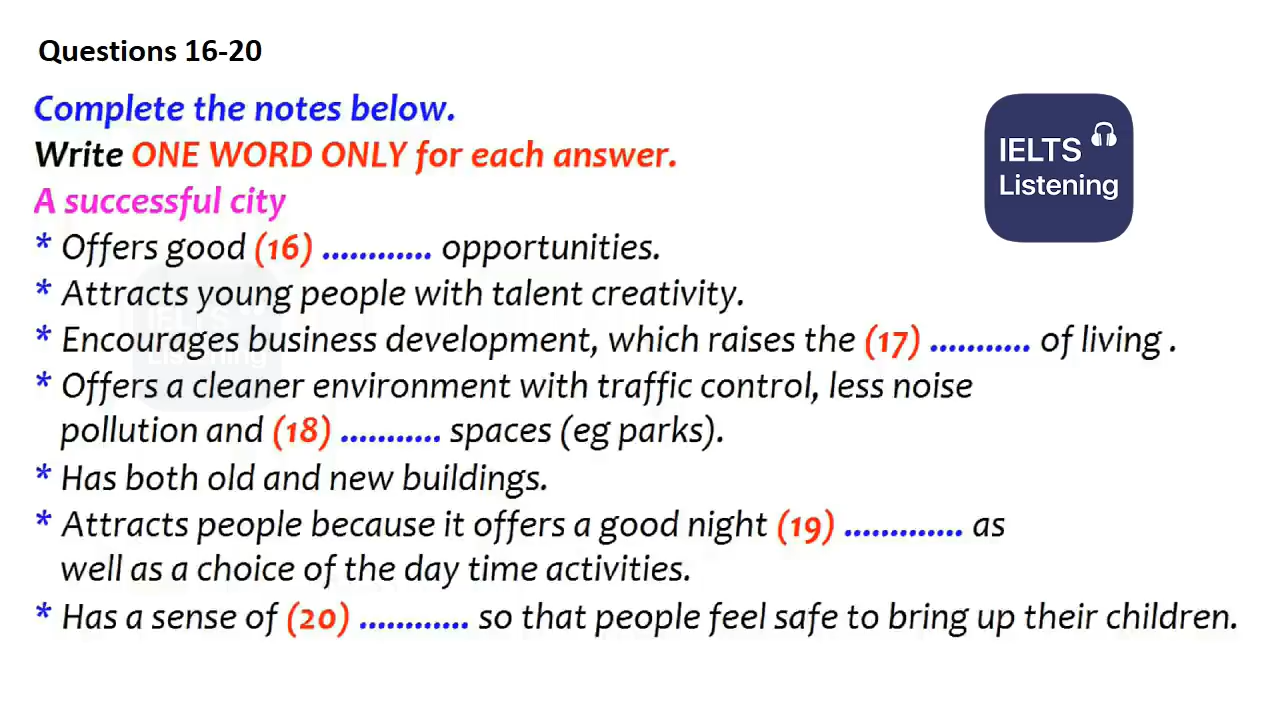 Questions 16-20
Complete the notes below.
Write ONE WORD ONLY for each answer.
A successful city
* Offers good (16) ............ opportunities.
* Attracts young people with talent creativity.
* Encourages business development, which raises the (17) ........... of living .
* Offers a cleaner environment with traffic control, less noise
pollution and (18) ........... spaces (eg parks).
* Has both old and new buildings.
* Attracts people because it offers a good night (19) ............. as
well as a choice of the day time activities.
* Has a sense of (20) ............ so that people feel safe to bring up their children.
IELTS
Listening
IELTS
Listening